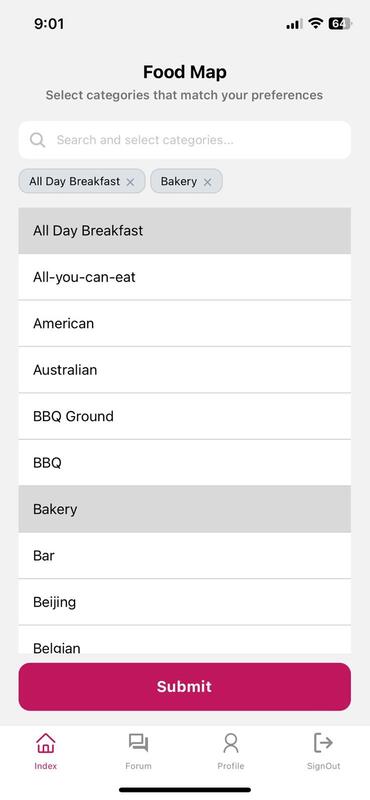 9:01
64
Food Map
Select categories that match your preferences
Search and select categories...
All Day Breakfast × Bakery ×
All Day Breakfast
All-you-can-eat
American
Australian
BBQ Ground
BBQ
Bakery
Bar
Beijing
Belgian
Submit
Index Forum Profile SignOut